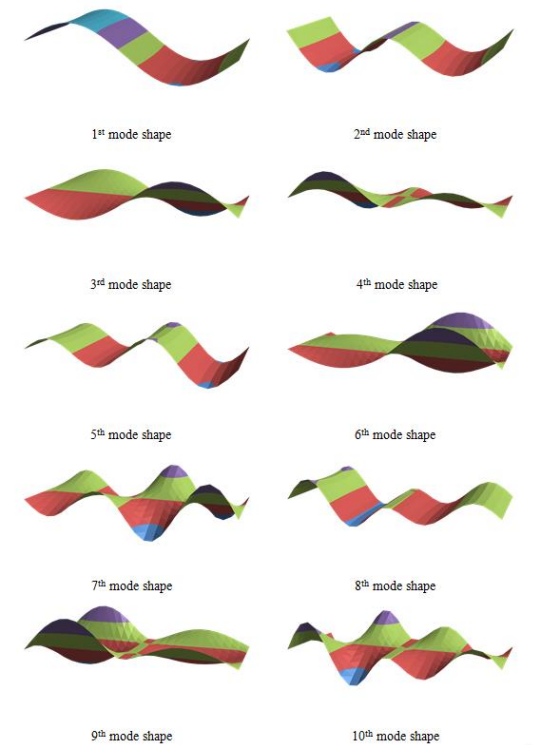 1st mode shape
2nd mode shape
3rd mode shape
4th mode shape
5th mode shape
6th mode shape
7th mode shape
8th mode shape
9th mode shape
10th mode shape